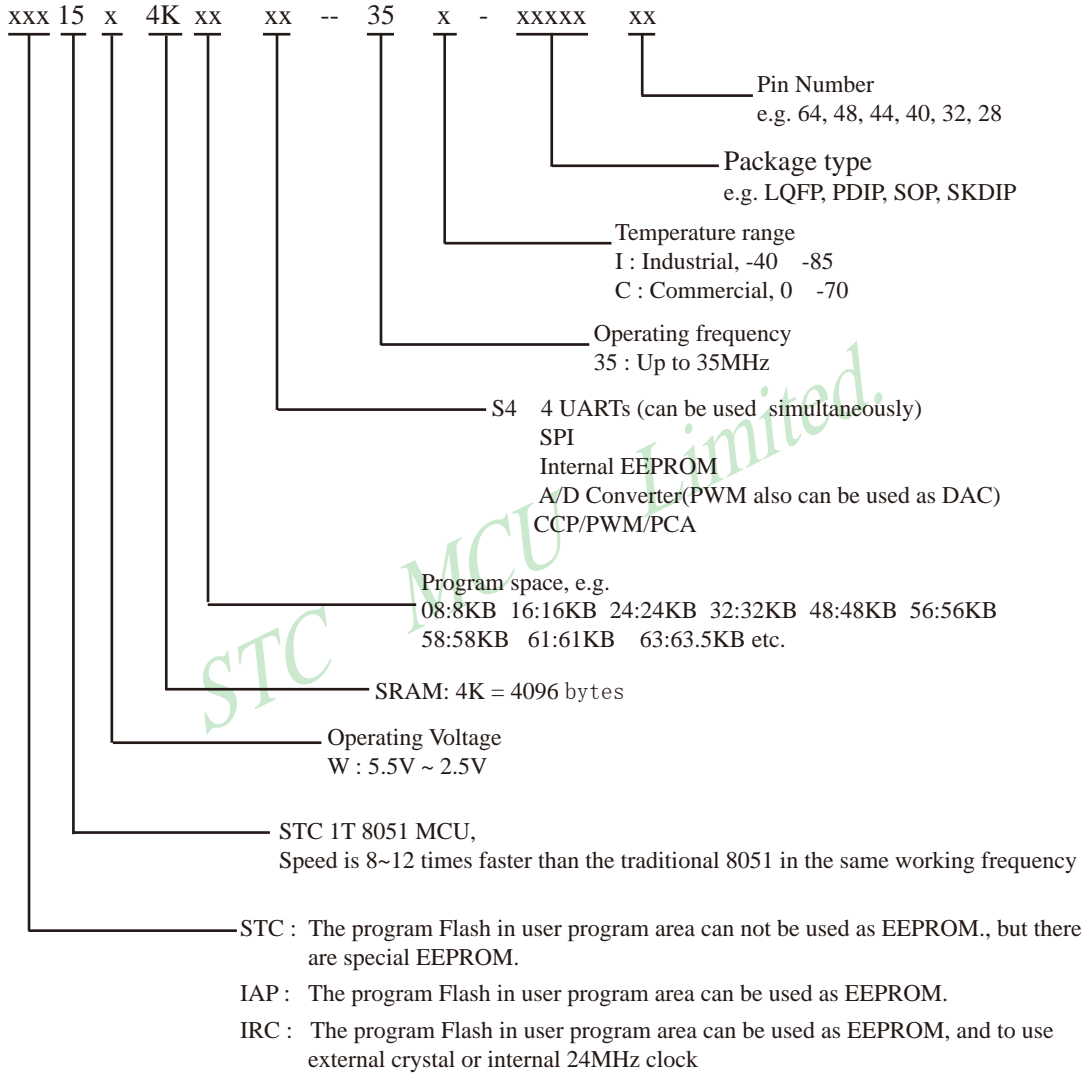 xxx 15 x 4K xx xx -- 35 x - xxxxx xx
Pin Number
e.g. 64, 48, 44, 40, 32, 28
Package type
e.g. LQFP, PDIP, SOP, SKDIP
Temperature range
I : Industrial, -40 -85
C : Commercial, 0 -70
Operating frequency
35 : Up to 35MHz
S4 4 UARTs (can be used simultaneously)
SPI
Internal EEPROM
A/D Converter(PWM also can be used as DAC)
CCP/PWM/PCA
Program space, e.g.
08:8KB 16:16KB 24:24KB 32:32KB 48:48KB 56:56KB
58:58KB 61:61KB 63:63.5KB etc.
SRAM: 4K = 4096 bytes
Operating Voltage
W : 5.5V ~ 2.5V
STC 1T 8051 MCU,
Speed is 8~12 times faster than the traditional 8051 in the same working frequency
STC : The program Flash in user program area can not be used as EEPROM., but there
are special EEPROM.
IAP : The program Flash in user program area can be used as EEPROM.
IRC : The program Flash in user program area can be used as EEPROM, and to use
external crystal or internal 24MHz clock
STC MCU Limited.